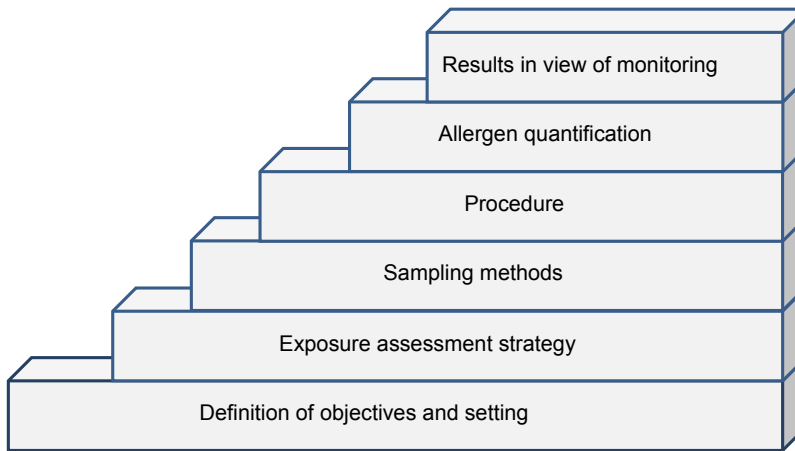 Results in view of monitoring
Allergen quantification
Procedure
Sampling methods
Exposure assessment strategy
Definition of objectives and setting